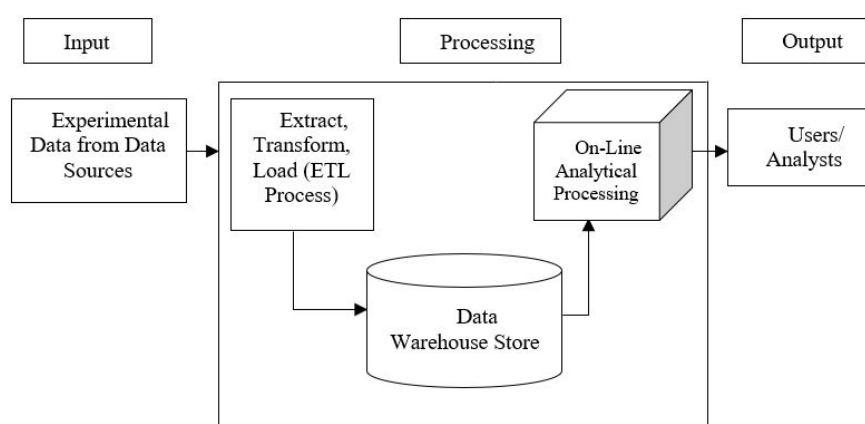 Input
Processing
Output
Experimental
Data from Data
Sources
Extract,
Transform,
Load (ETL
Process)
On-Line
Analytical
Processing
Users/
Analysts
Data
Warehouse Store